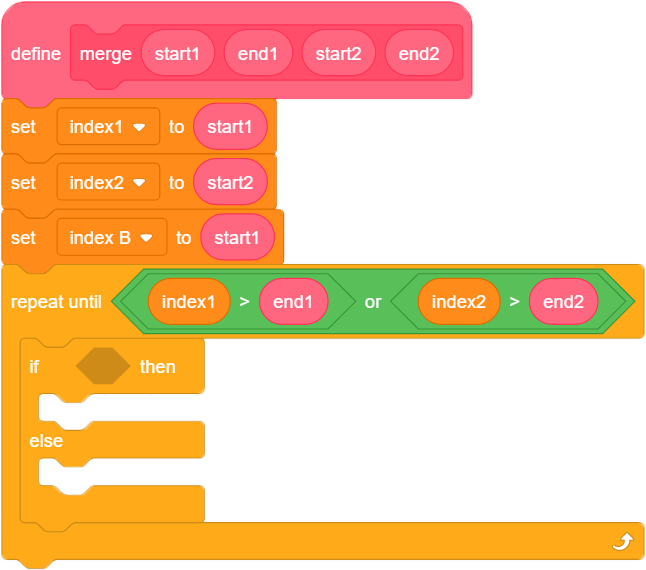 define merge start1 end1 start2 end2
set index1 to start1
set index2 to start2
set index B to start1
repeat until index1 > end1 or index2 > end2
if then
else